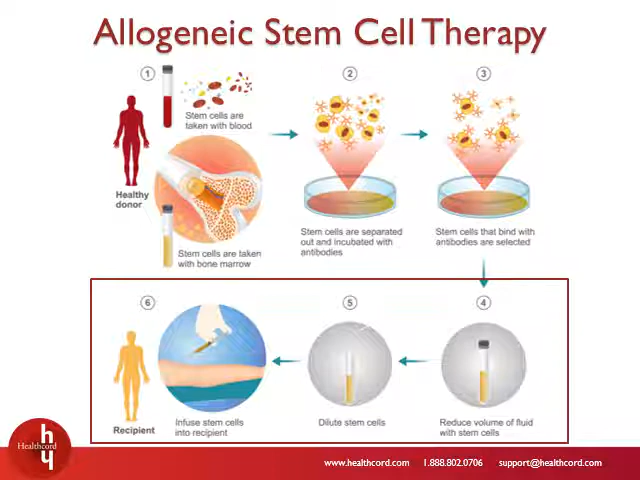 Allogeneic Stem Cell Therapy
1
Stem cells are
taken with blood
Healthy
donor
Stem cells are taken
with bone marrow
2
Stem cells are separated
out and incubated with
antibodies
3
Stem cells that bind with
antibodies are selected
4
Reduce volume of fluid
with stem cells
5
Dilute stem cells
6
Infuse stem cells
into recipient
Recipient
h
Healthcord
y
www.healthcord.com 1.888.802.0706 support@healthcord.com